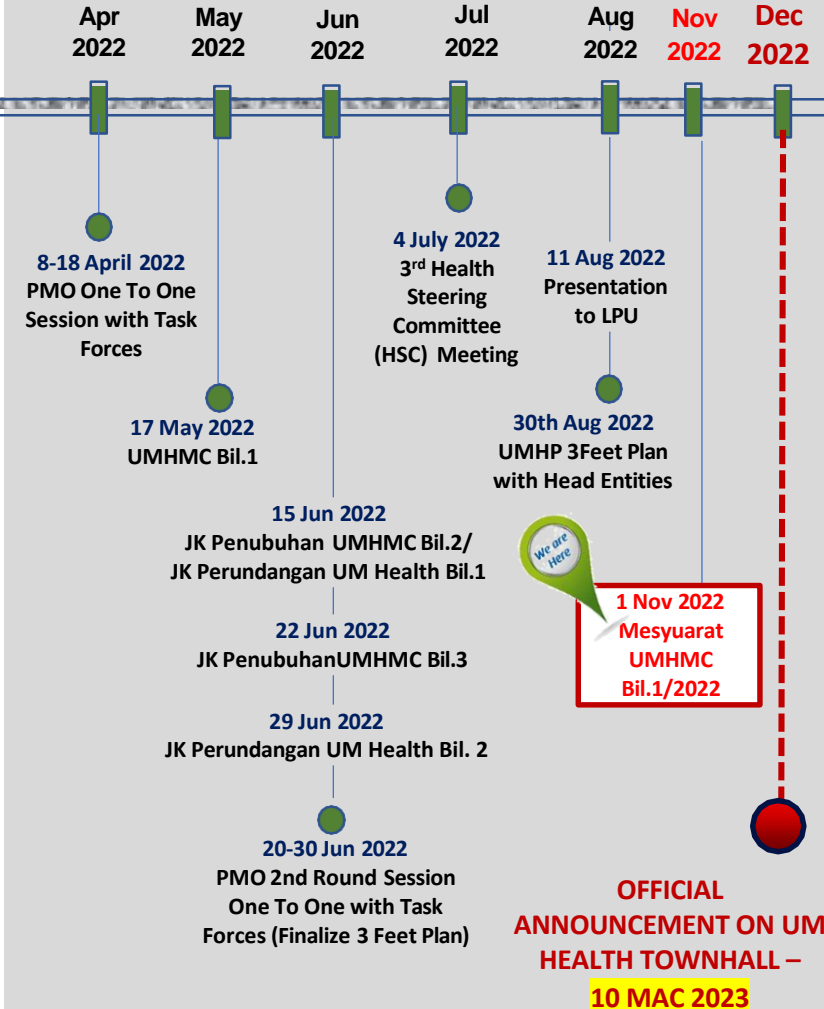 Apr
2022
May
2022
Jun
2022
Jul
2022
Aug
2022
Nov
2022
Dec
2022
8-18 April 2022
PMO One To One
Session with Task
Forces
17 May 2022
UMHMC Bil.1
15 Jun 2022
JK Penubuhan UMHMC Bil.2/
JK Perundangan UM Health Bil.1
22 Jun 2022
JK PenubuhanUMHMC Bil.3
29 Jun 2022
JK Perundangan UM Health Bil. 2
20-30 Jun 2022
PMO 2nd Round Session
One To One with Task
Forces (Finalize 3 Feet Plan)
4 July 2022
3rd Health
Steering
Committee
(HSC) Meeting
11 Aug 2022
Presentation
to LPU
30th Aug 2022
UMHP 3Feet Plan
with Head Entities
We are
Here
1 Nov 2022
Mesyuarat
UMHMC
Bil.1/2022
OFFICIAL
ANNOUNCEMENT ON UM
HEALTH TOWNHALL –
10 MAC 2023